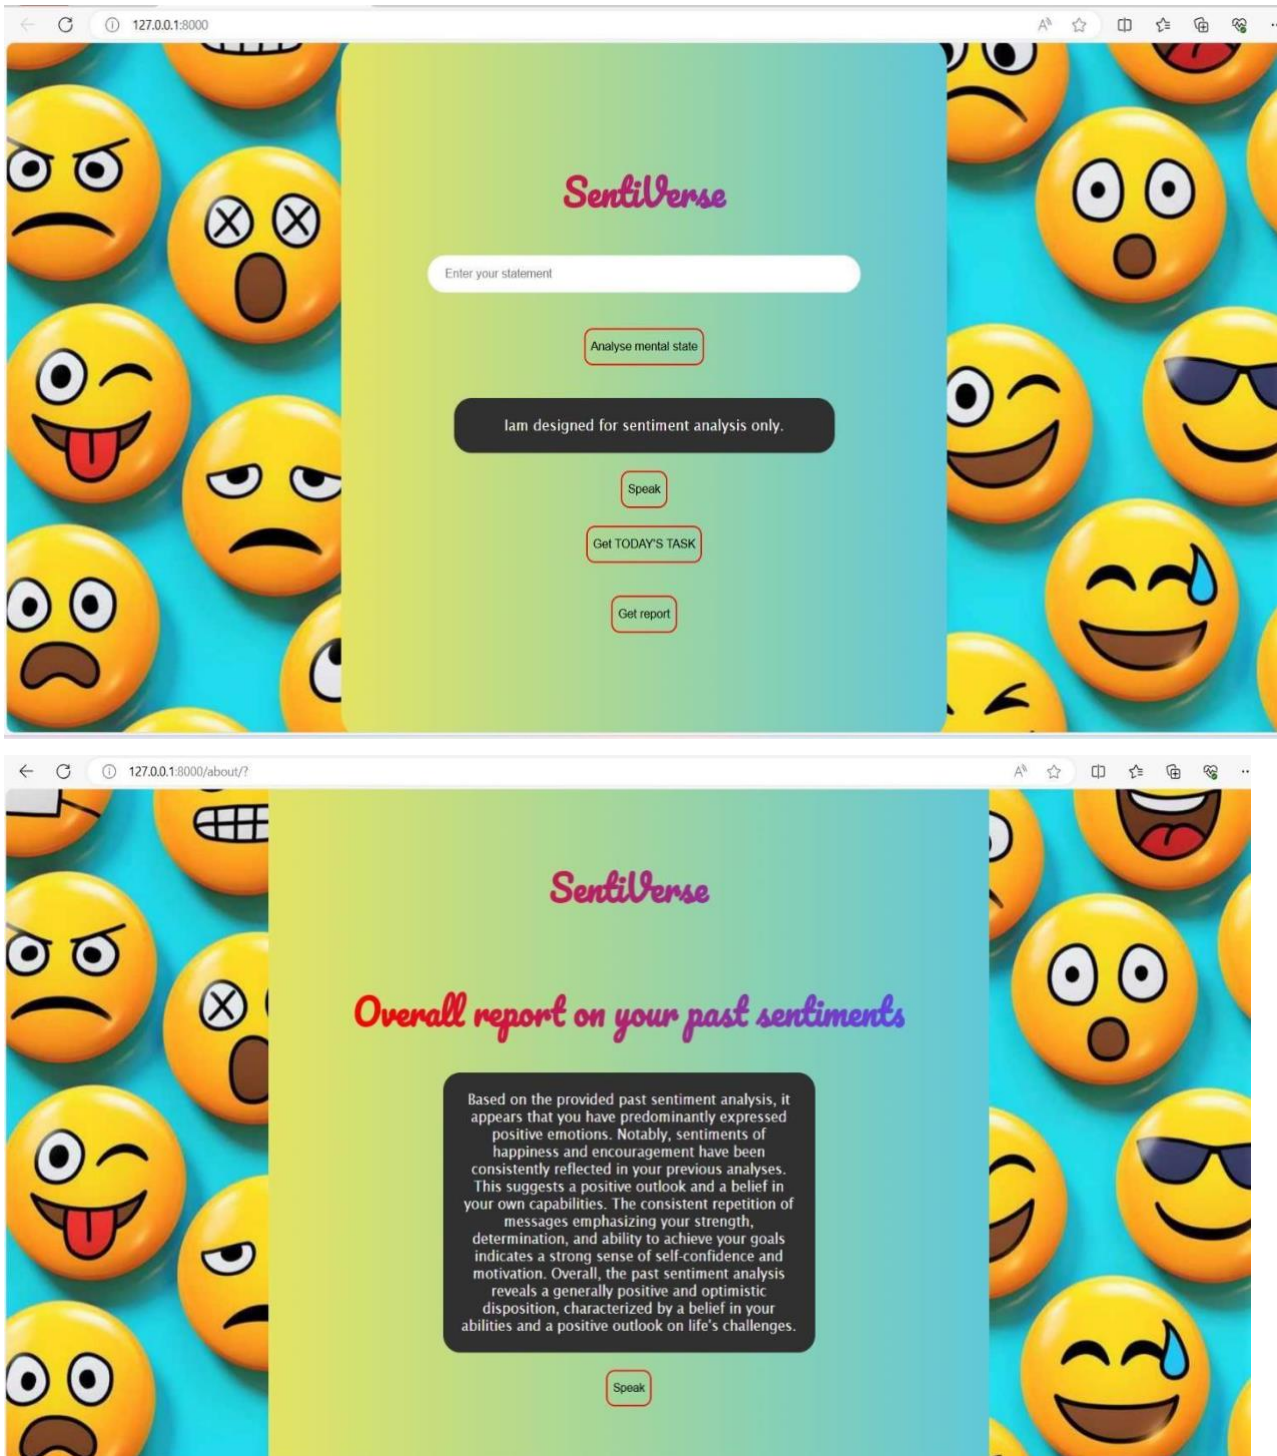 127.0.0.1:8000
SentiVerse
Enter your statement
Analyse mental state
Iam designed for sentiment analysis only.
Speak
Get TODAY'S TASK
Get report
127.0.0.1:8000/about/?
SentiVerse
Overall report on your past sentiments
Based on the provided past sentiment analysis, it
appears that you have predominantly expressed
positive emotions. Notably, sentiments of
happiness and encouragement have been
consistently reflected in your previous analyses.
This suggests a positive outlook and a belief in
your own capabilities. The consistent repetition of
messages emphasizing your strength,
determination, and ability to achieve your goals
indicates a strong sense of self-confidence and
motivation. Overall, the past sentiment analysis
reveals a generally positive and optimistic
disposition, characterized by a belief in your
abilities and a positive outlook on life's challenges.
Speak